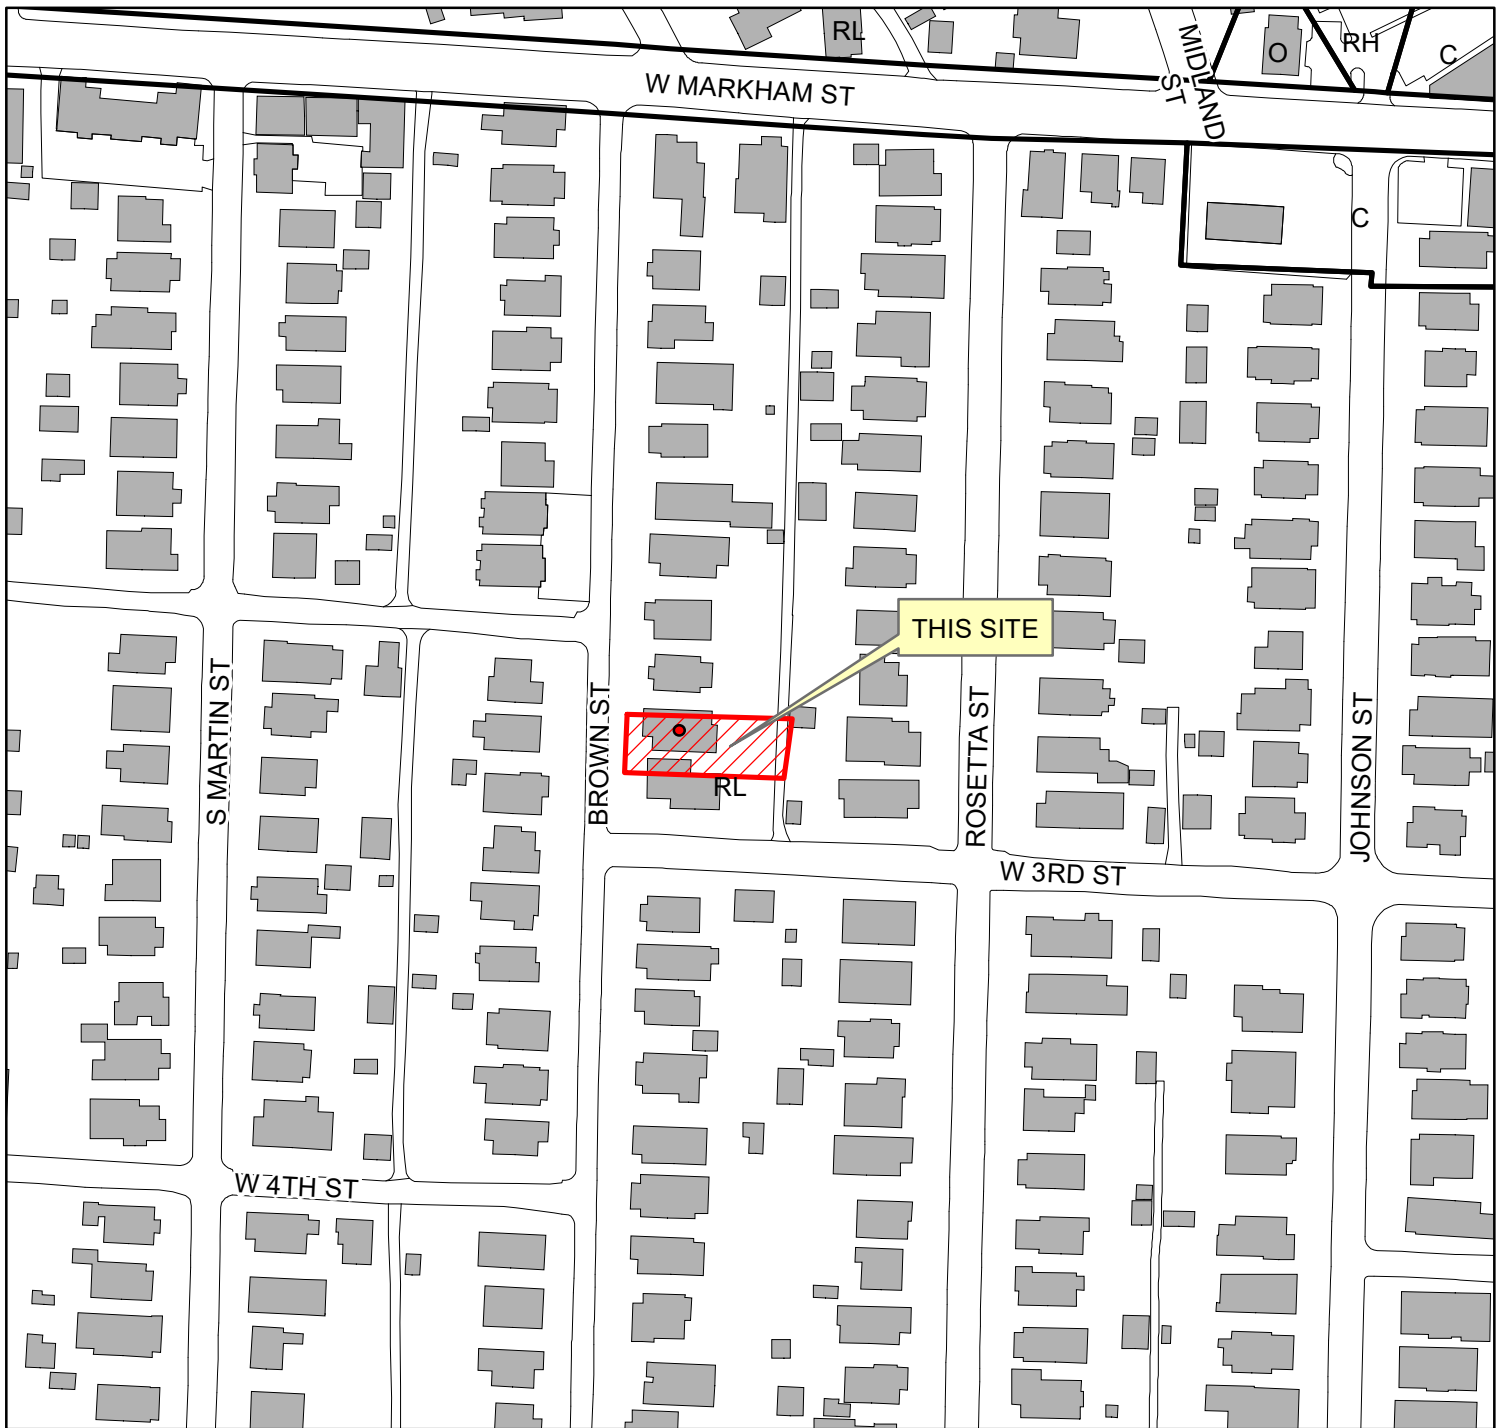 RL
O
RH
C
W MARKHAM ST
MIDLAND
ST
C
THIS SITE
S MARTIN ST
BROWN ST
ROSETTA ST
JOHNSON ST
RL
W 3RD ST
W 4TH ST